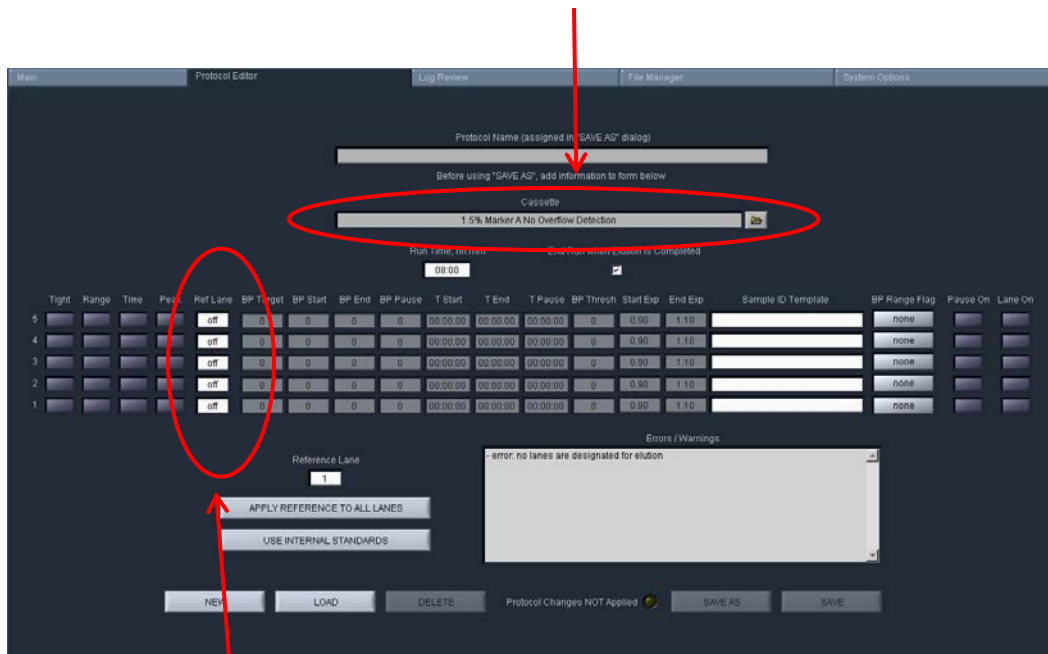 Main Protocol Editor Log Review File Manager System Options
Protocol Name (assigned in "SAVE AS" dialog)
Before using "SAVE AS", add information to form below
Cassette
1.5% Marker A No Overflow Detection
Run Time, hh:mm End Run when Elution is Completed
08:00
Tight Range Time Peak Ref Lane BP Target BP Start BP End BP Pause T Start T End T Pause BP Thresh Start Exp End Exp Sample ID Template BP Range Flag Pause On Lane On
5 off 0 0 0 0 00:00:00 00:00:00 00:00:00 0 0.90 1.10 none
4 off 0 0 0 0 00:00:00 00:00:00 00:00:00 0 0.90 1.10 none
3 off 0 0 0 0 00:00:00 00:00:00 00:00:00 0 0.90 1.10 none
2 off 0 0 0 0 00:00:00 00:00:00 00:00:00 0 0.90 1.10 none
1 off 0 0 0 0 00:00:00 00:00:00 00:00:00 0 0.90 1.10 none
Errors / Warnings
- error: no lanes are designated for elution
Reference Lane
1
APPLY REFERENCE TO ALL LANES
USE INTERNAL STANDARDS
NEW LOAD DELETE Protocol Changes NOT Applied SAVE AS SAVE